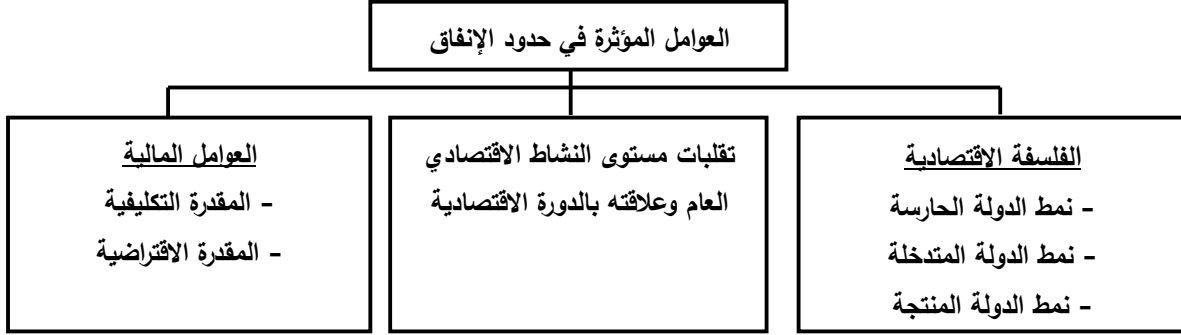 العوامل المؤثرة في حدود الإنفاق
الفلسفة الاقتصادية
- نمط الدولة الحارسة
- نمط الدولة المتدخلة
- نمط الدولة المنتجة
تقلبات مستوى النشاط الاقتصادي
العام وعلاقته بالدورة الاقتصادية
العوامل المالية
- المقدرة التكليفية
- المقدرة الاقتراضية